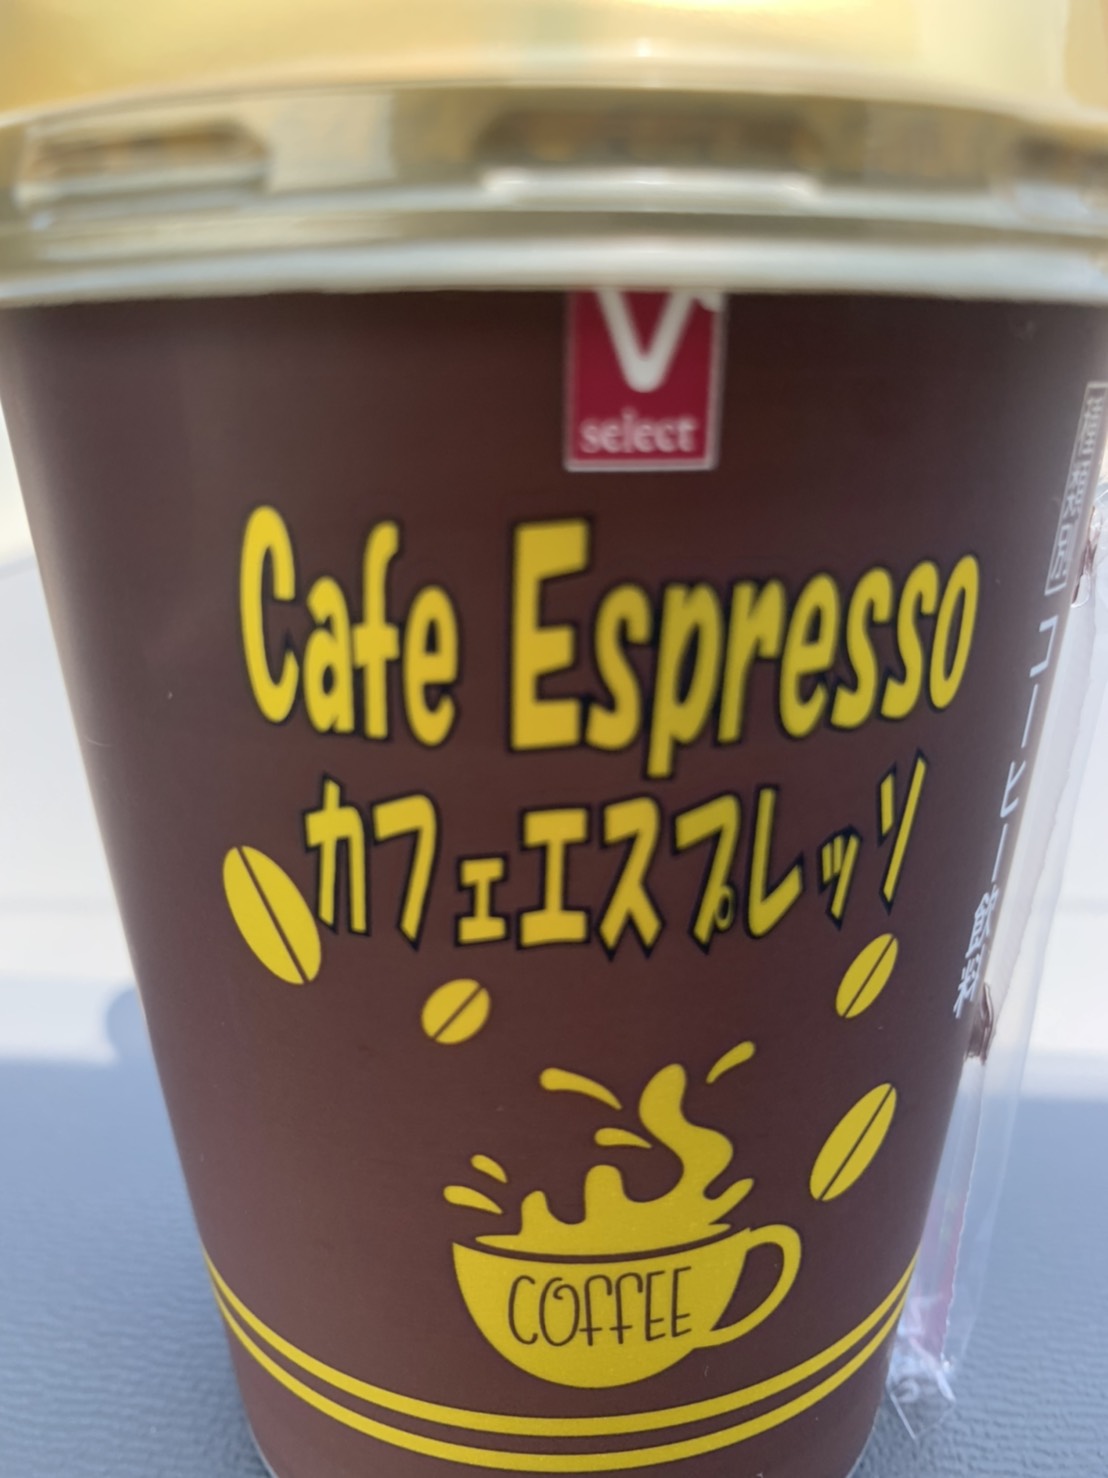 V
select
Cafe Espresso
カフェエスプレッソ
COFFEE
コーヒー飲料